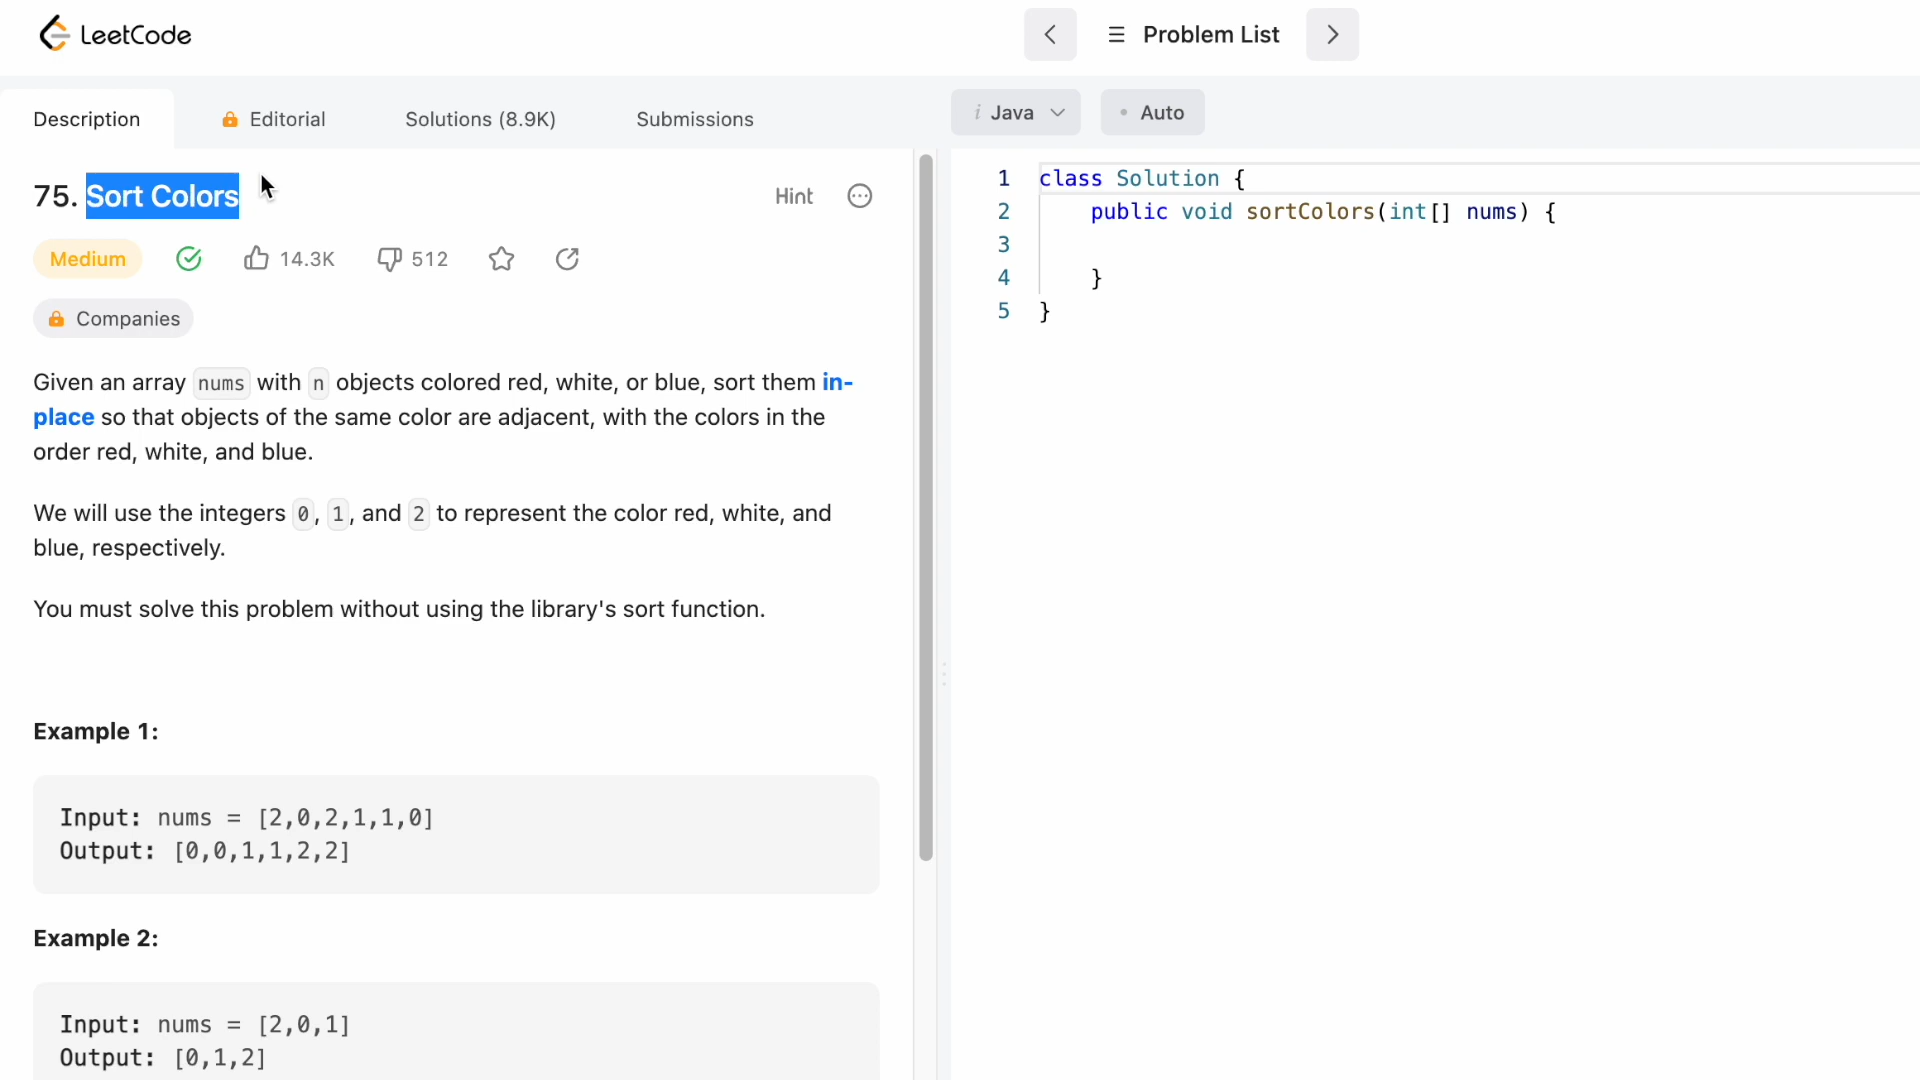 LeetCode
Problem List
Description Editorial Solutions (8.9K) Submissions
i Java • Auto
75. Sort Colors Hint
Medium 14.3K 512
Companies
Given an array nums with n objects colored red, white, or blue, sort them in-
place so that objects of the same color are adjacent, with the colors in the
order red, white, and blue.
We will use the integers 0, 1, and 2 to represent the color red, white, and
blue, respectively.
You must solve this problem without using the library's sort function.
Example 1:
Input: nums = [2,0,2,1,1,0]
Output: [0,0,1,1,2,2]
Example 2:
Input: nums = [2,0,1]
Output: [0,1,2]
1 class Solution {
2     public void sortColors(int[] nums) {
3
4     }
5 }